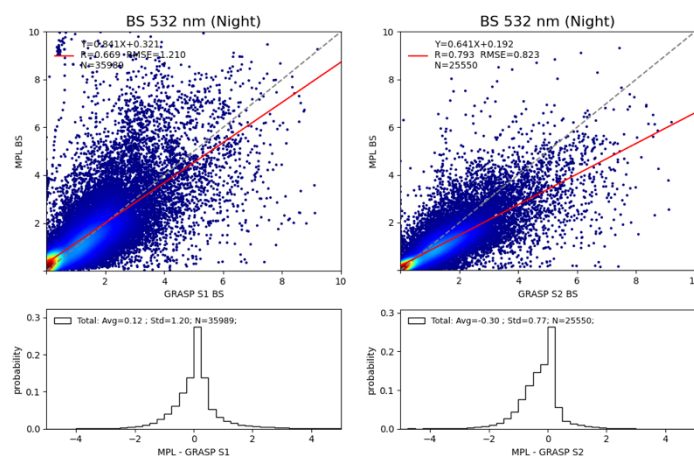 BS 532 nm (Night)
Y=0.841X+0.321
R=0.669 RMSE=1.210
N=35989
10
8
6
4
2
MPL BS
2
4
6
8
10
GRASP S1 BS
BS 532 nm (Night)
Y=0.641X+0.192
R=0.793 RMSE=0.823
N=25550
10
8
6
4
2
MPL BS
2
4
6
8
10
GRASP S2 BS
Total: Avg=0.12 ; Std=1.20; N=35989;
0.3
0.2
0.1
0.0
probability
−4
−2
0
2
4
MPL - GRASP S1
Total: Avg=-0.30 ; Std=0.77; N=25550;
0.3
0.2
0.1
0.0
probability
−4
−2
0
2
4
MPL - GRASP S2